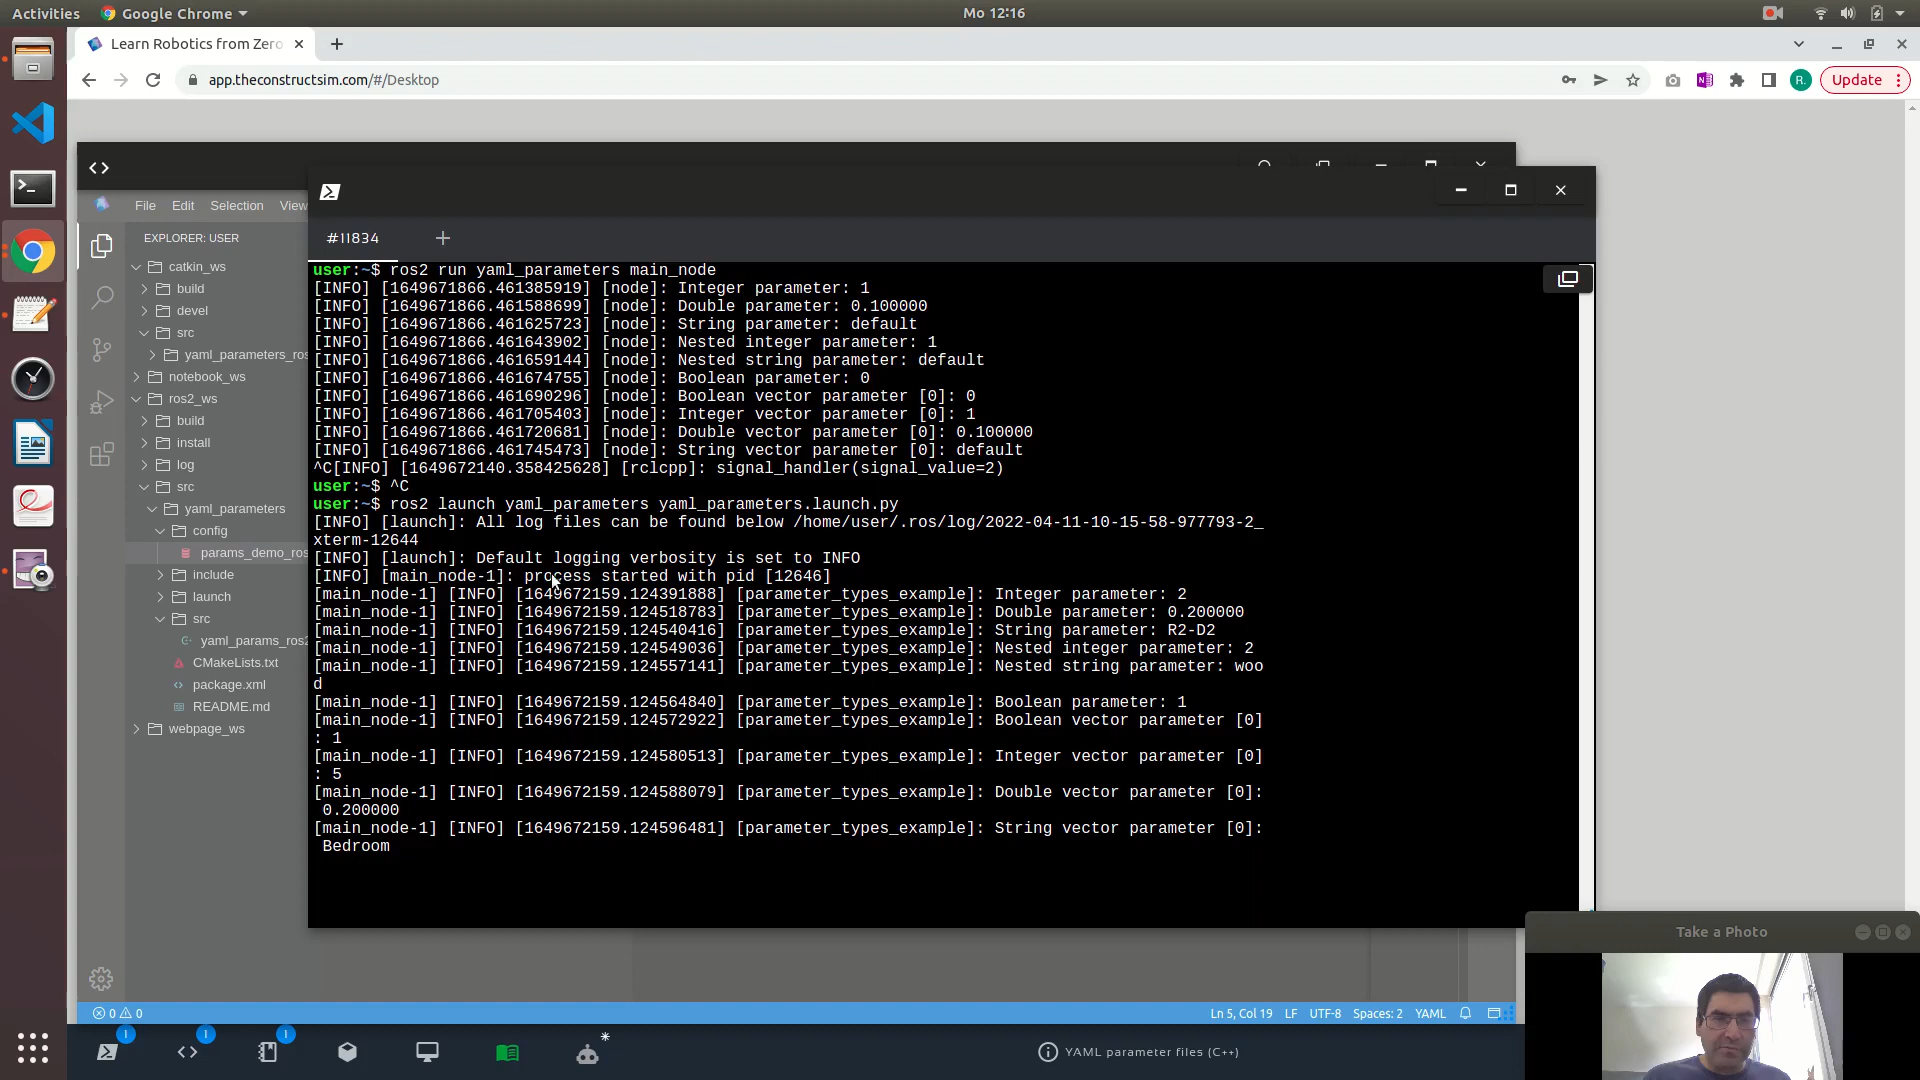 Activities
Google Chrome
Mo 12:16
Learn Robotics from Zero
app.theconstructsim.com/#/Desktop
R.
Update
File Edit Selection View
EXPLORER: USER
catkin_ws
build
devel
src
yaml_parameters_ros
notebook_ws
ros2_ws
build
install
log
src
yaml_parameters
config
params_demo_ros
include
launch
src
yaml_params_ros2
CMakeLists.txt
package.xml
README.md
webpage_ws
#11834
user:~$ ros2 run yaml_parameters main_node
[INFO] [1649671866.461385919] [node]: Integer parameter: 1
[INFO] [1649671866.461588699] [node]: Double parameter: 0.100000
[INFO] [1649671866.461625723] [node]: String parameter: default
[INFO] [1649671866.461643902] [node]: Nested integer parameter: 1
[INFO] [1649671866.461659144] [node]: Nested string parameter: default
[INFO] [1649671866.461674755] [node]: Boolean parameter: 0
[INFO] [1649671866.461690296] [node]: Boolean vector parameter [0]: 0
[INFO] [1649671866.461705403] [node]: Integer vector parameter [0]: 1
[INFO] [1649671866.461720681] [node]: Double vector parameter [0]: 0.100000
[INFO] [1649671866.461745473] [node]: String vector parameter [0]: default
^C[INFO] [1649672140.358425628] [rclcpp]: signal_handler(signal_value=2)
user:~$ ^C
user:~$ ros2 launch yaml_parameters yaml_parameters.launch.py
[INFO] [launch]: All log files can be found below /home/user/.ros/log/2022-04-11-10-15-58-977793-2_
xterm-12644
[INFO] [launch]: Default logging verbosity is set to INFO
[INFO] [main_node-1]: process started with pid [12646]
[main_node-1] [INFO] [1649672159.124391888] [parameter_types_example]: Integer parameter: 2
[main_node-1] [INFO] [1649672159.124518783] [parameter_types_example]: Double parameter: 0.200000
[main_node-1] [INFO] [1649672159.124540416] [parameter_types_example]: String parameter: R2-D2
[main_node-1] [INFO] [1649672159.124549036] [parameter_types_example]: Nested integer parameter: 2
[main_node-1] [INFO] [1649672159.124557141] [parameter_types_example]: Nested string parameter: woo
d
[main_node-1] [INFO] [1649672159.124564840] [parameter_types_example]: Boolean parameter: 1
[main_node-1] [INFO] [1649672159.124572922] [parameter_types_example]: Boolean vector parameter [0]
: 1
[main_node-1] [INFO] [1649672159.124580513] [parameter_types_example]: Integer vector parameter [0]
: 5
[main_node-1] [INFO] [1649672159.124588079] [parameter_types_example]: Double vector parameter [0]:
0.200000
[main_node-1] [INFO] [1649672159.124596481] [parameter_types_example]: String vector parameter [0]:
Bedroom
Take a Photo
0 0
Ln 5, Col 19 LF UTF-8 Spaces: 2 YAML
YAML parameter files (C++)